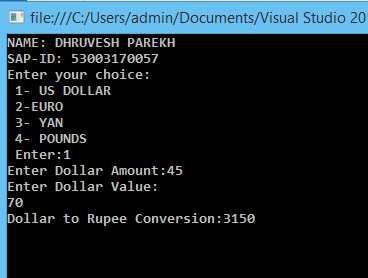 file:///C:/Users/admin/Documents/Visual Studio 20
NAME: DHRUVESH PAREKH
SAP-ID: 53003170057
Enter your choice:
1- US DOLLAR
2-EURO
3- YAN
4- POUNDS
Enter:1
Enter Dollar Amount:45
Enter Dollar Value:
70
Dollar to Rupee Conversion:3150